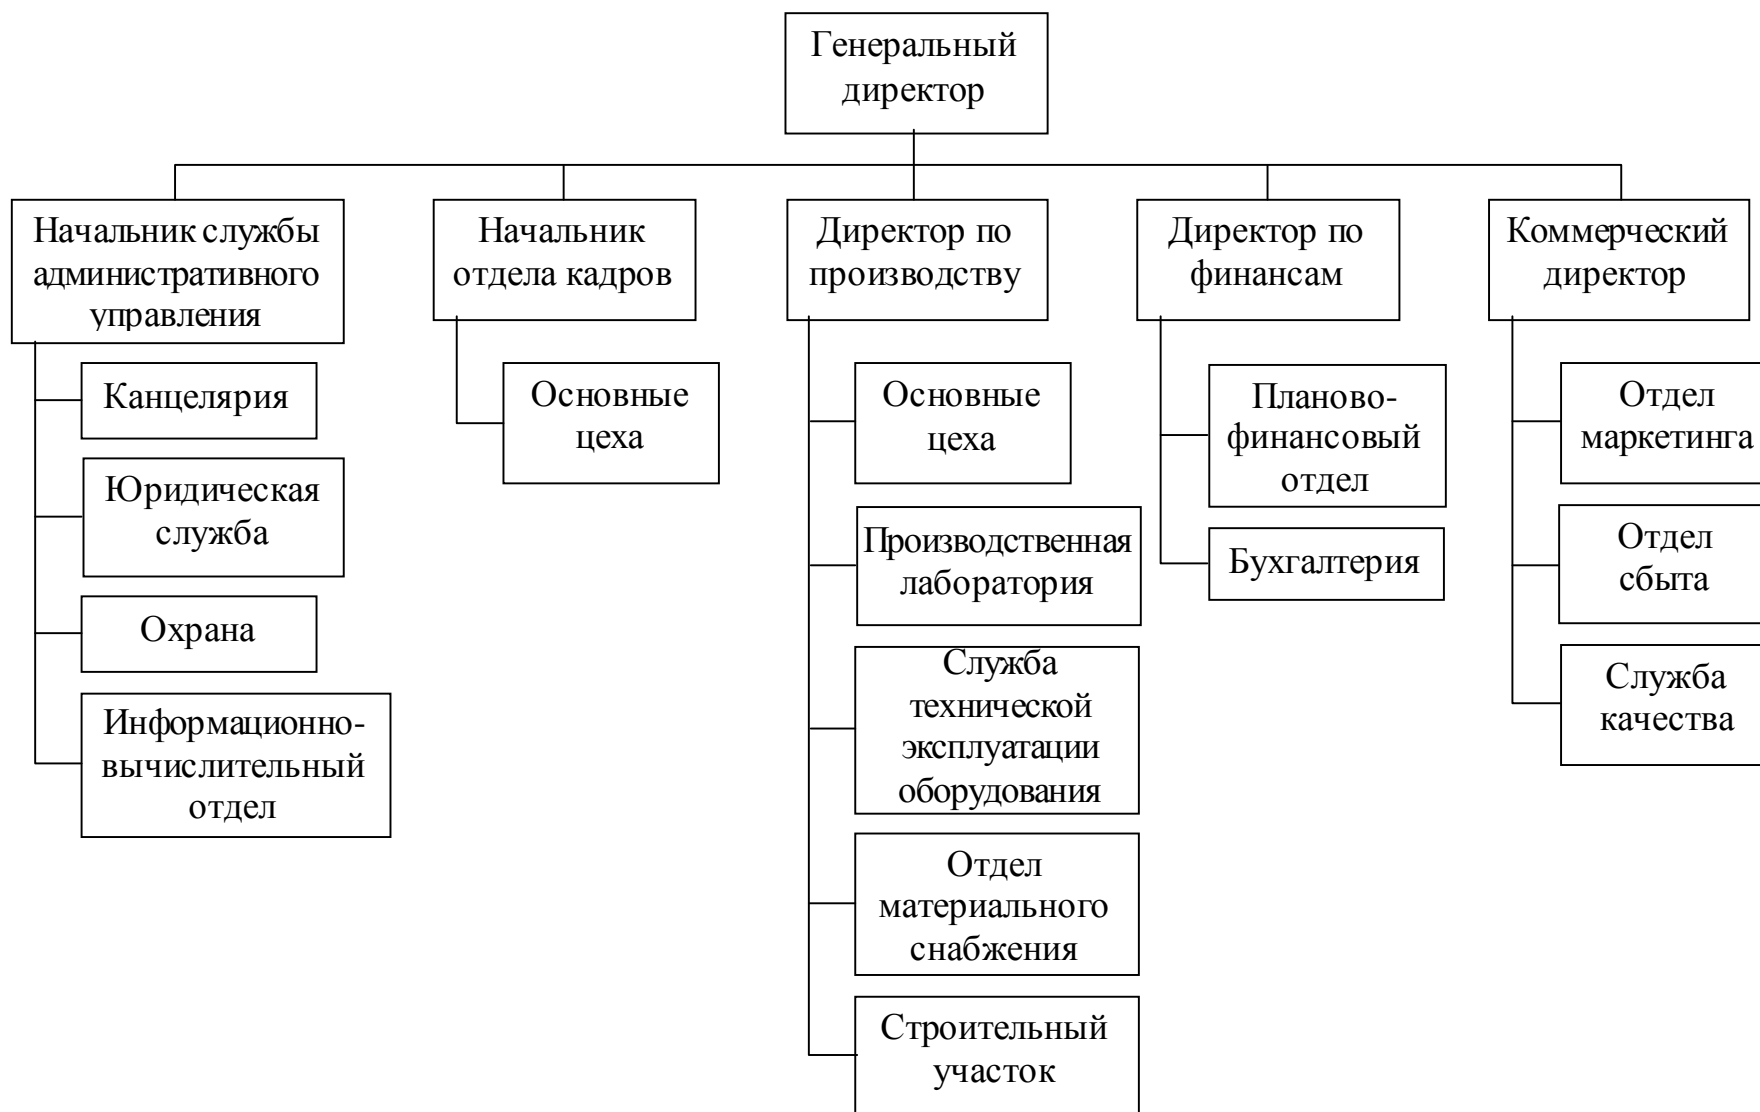 Генеральный
директор
Начальник службы
административного
управления
Начальник
отдела кадров
Директор по
производству
Директор по
финансам
Коммерческий
директор
Канцелярия
Юридическая
служба
Охрана
Информационно-
вычислительный
отдел
Основные
цеха
Основные
цеха
Производственная
лаборатория
Служба
технической
эксплуатации
оборудования
Отдел
материального
снабжения
Строительный
участок
Планово-
финансовый
отдел
Бухгалтерия
Отдел
маркетинга
Отдел
сбыта
Служба
качества